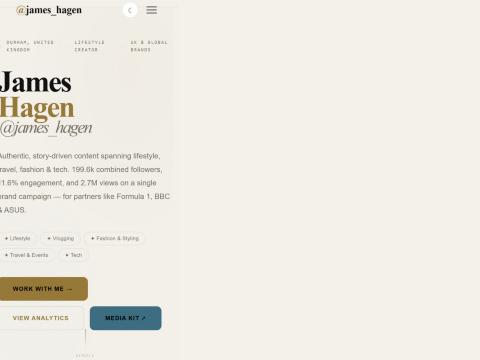 @james_hagen
DURHAM, UNITED KINGDOM
LIFESTYLE CREATOR
UK & GLOBAL BRANDS
James
Hagen
@james_hagen
Authentic, story-driven content spanning lifestyle,
travel, fashion & tech. 199.6k combined followers,
11.6% engagement, and 2.7M views on a single
brand campaign — for partners like Formula 1, BBC
& ASUS.
✦ Lifestyle ✦ Vlogging ✦ Fashion & Styling
✦ Travel & Events ✦ Tech
WORK WITH ME →
VIEW ANALYTICS MEDIA KIT ↗
SCROLL